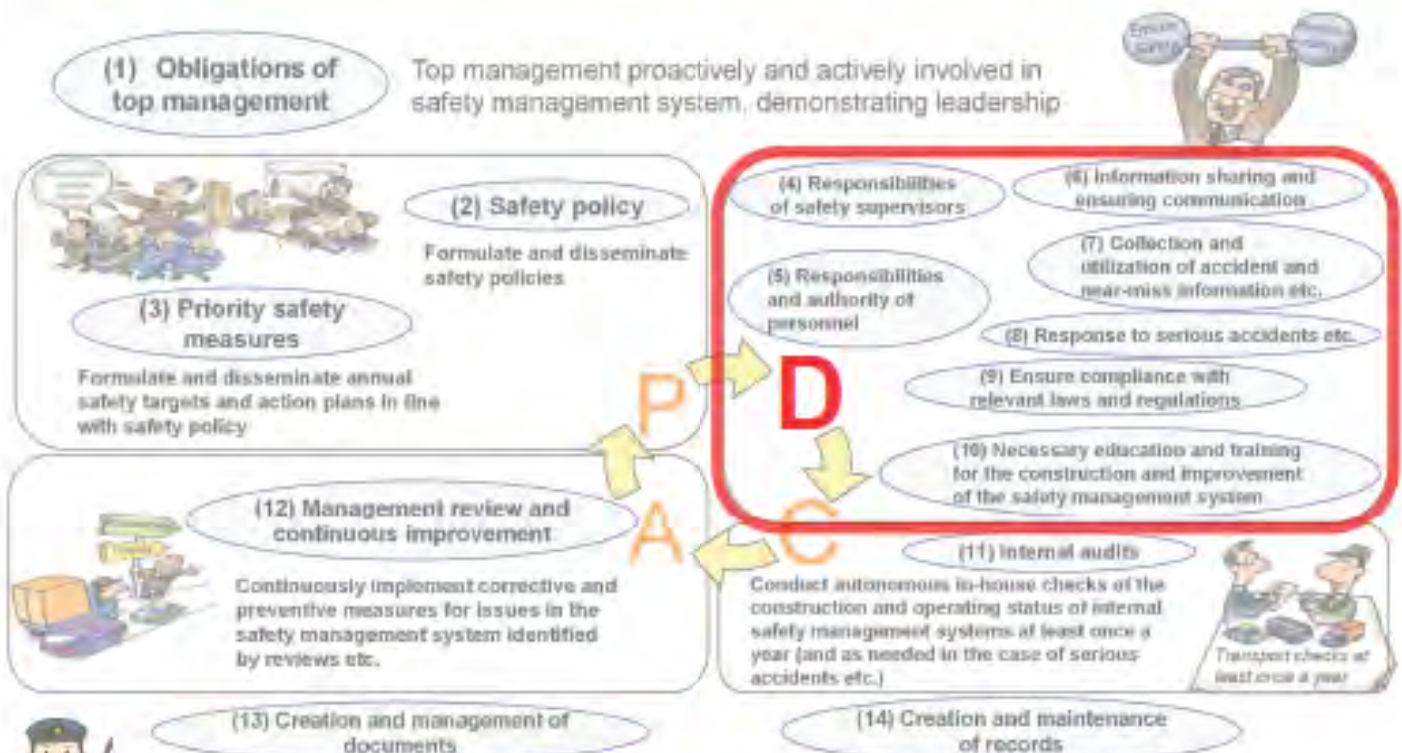 (1) Obligations of
top management
Top management proactively and actively involved in
safety management system, demonstrating leadership
Ensure
safety
(2) Safety policy
Formulate and disseminate
safety policies
(3) Priority safety
measures
Formulate and disseminate annual
safety targets and action plans in line
with safety policy
P
(4) Responsibilities
of safety supervisors
(5) Responsibilities
and authority of
personnel
(6) Information sharing and
ensuring communication
(7) Collection and
utilization of accident and
near-miss information etc.
(8) Response to serious accidents etc.
(9) Ensure compliance with
relevant laws and regulations
(10) Necessary education and training
for the construction and improvement
of the safety management system
D
(12) Management review and
continuous improvement
Continuously implement corrective and
preventive measures for issues in the
safety management system identified
by reviews etc.
A
C
(11) Internal audits
Conduct autonomous in-house checks of the
construction and operating status of internal
safety management systems at least once a
year (and as needed in the case of serious
accidents etc.)
Transport checks at
least once a year
(13) Creation and management of
documents
(14) Creation and maintenance
of records